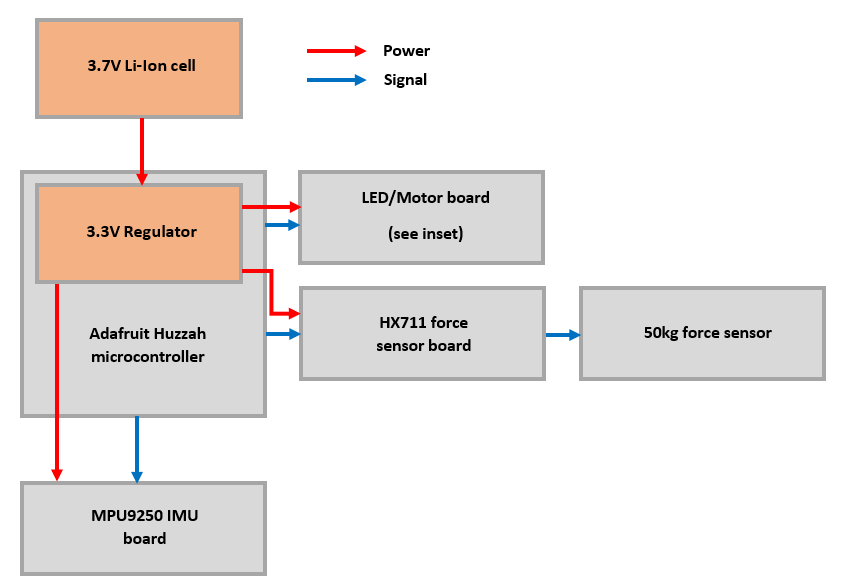 3.7V Li-Ion cell
Power
Signal
3.3V Regulator
LED/Motor board
(see inset)
Adafruit Huzzah
microcontroller
HX711 force
sensor board
50kg force sensor
MPU9250 IMU
board